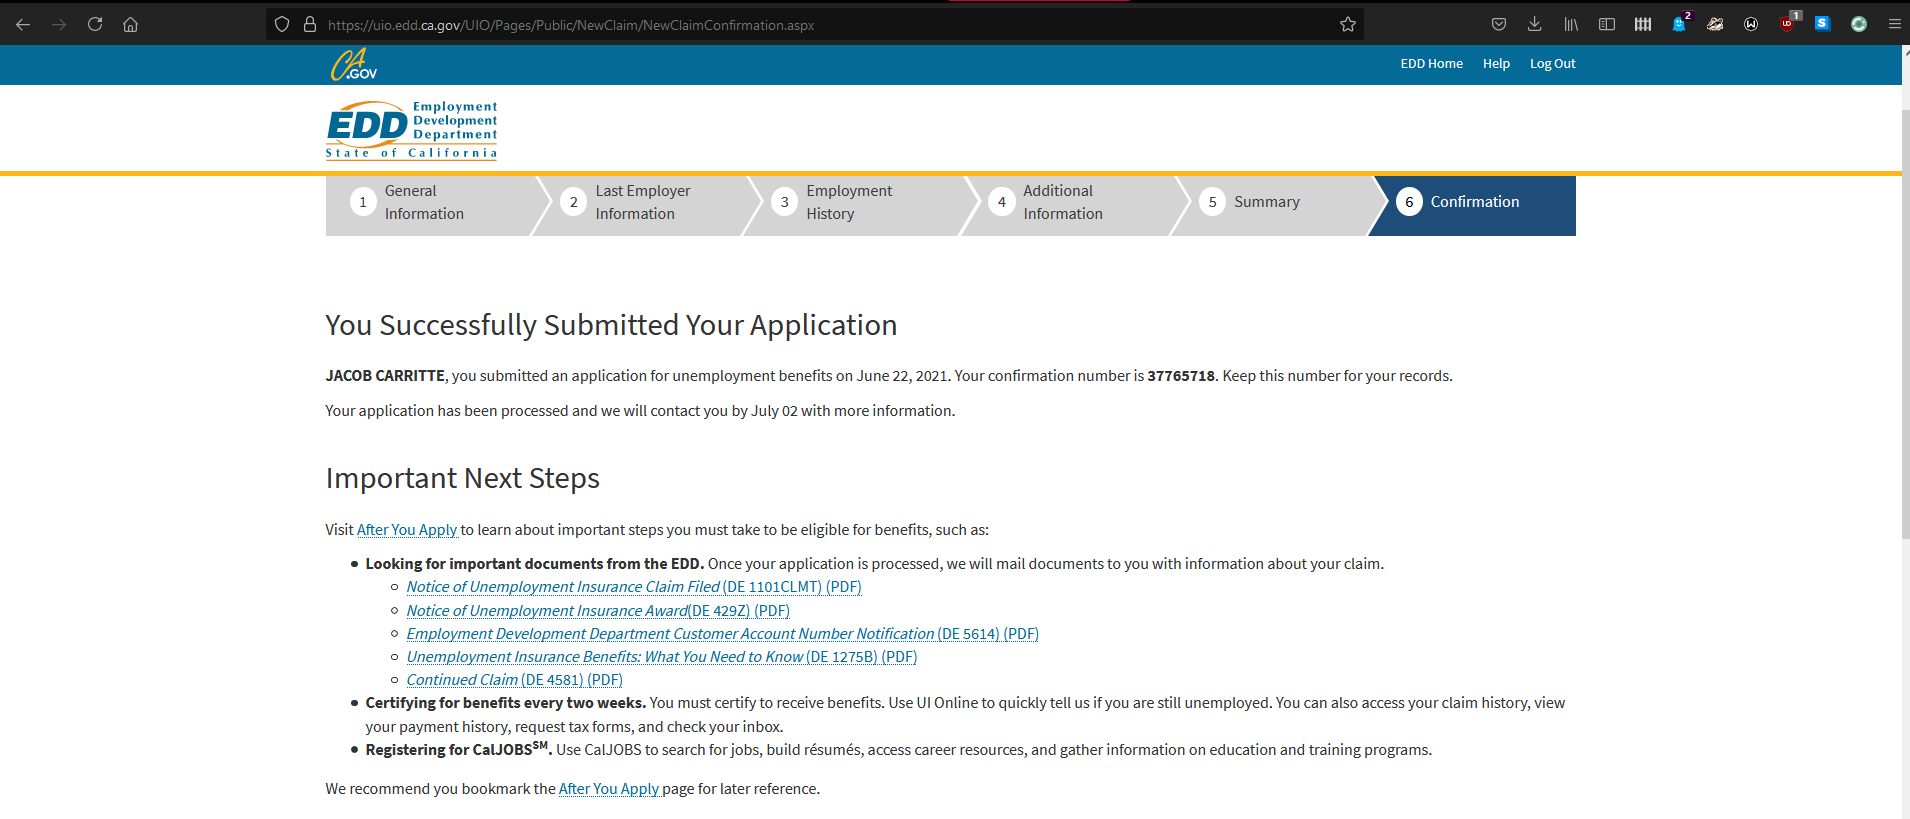 https://uio.edd.ca.gov/UIO/Pages/Public/NewClaim/NewClaimConfirmation.aspx
2
W
UD
1
S
CA
.GOV
EDD Home
Help
Log Out
EDD
Employment
Development
Department
State of California
1
General
Information
2
Last Employer
Information
3
Employment
History
4
Additional
Information
5
Summary
6
Confirmation
You Successfully Submitted Your Application
JACOB CARRITTE, you submitted an application for unemployment benefits on June 22, 2021. Your confirmation number is 37765718. Keep this number for your records.
Your application has been processed and we will contact you by July 02 with more information.
Important Next Steps
Visit After You Apply to learn about important steps you must take to be eligible for benefits, such as:
Looking for important documents from the EDD. Once your application is processed, we will mail documents to you with information about your claim.
Notice of Unemployment Insurance Claim Filed (DE 1101CLMT) (PDF)
Notice of Unemployment Insurance Award(DE 429Z) (PDF)
Employment Development Department Customer Account Number Notification (DE 5614) (PDF)
Unemployment Insurance Benefits: What You Need to Know (DE 1275B) (PDF)
Continued Claim (DE 4581) (PDF)
Certifying for benefits every two weeks. You must certify to receive benefits. Use UI Online to quickly tell us if you are still unemployed. You can also access your claim history, view
your payment history, request tax forms, and check your inbox.
Registering for CalJOBS℠. Use CalJOBS to search for jobs, build résumés, access career resources, and gather information on education and training programs.
We recommend you bookmark the After You Apply page for later reference.